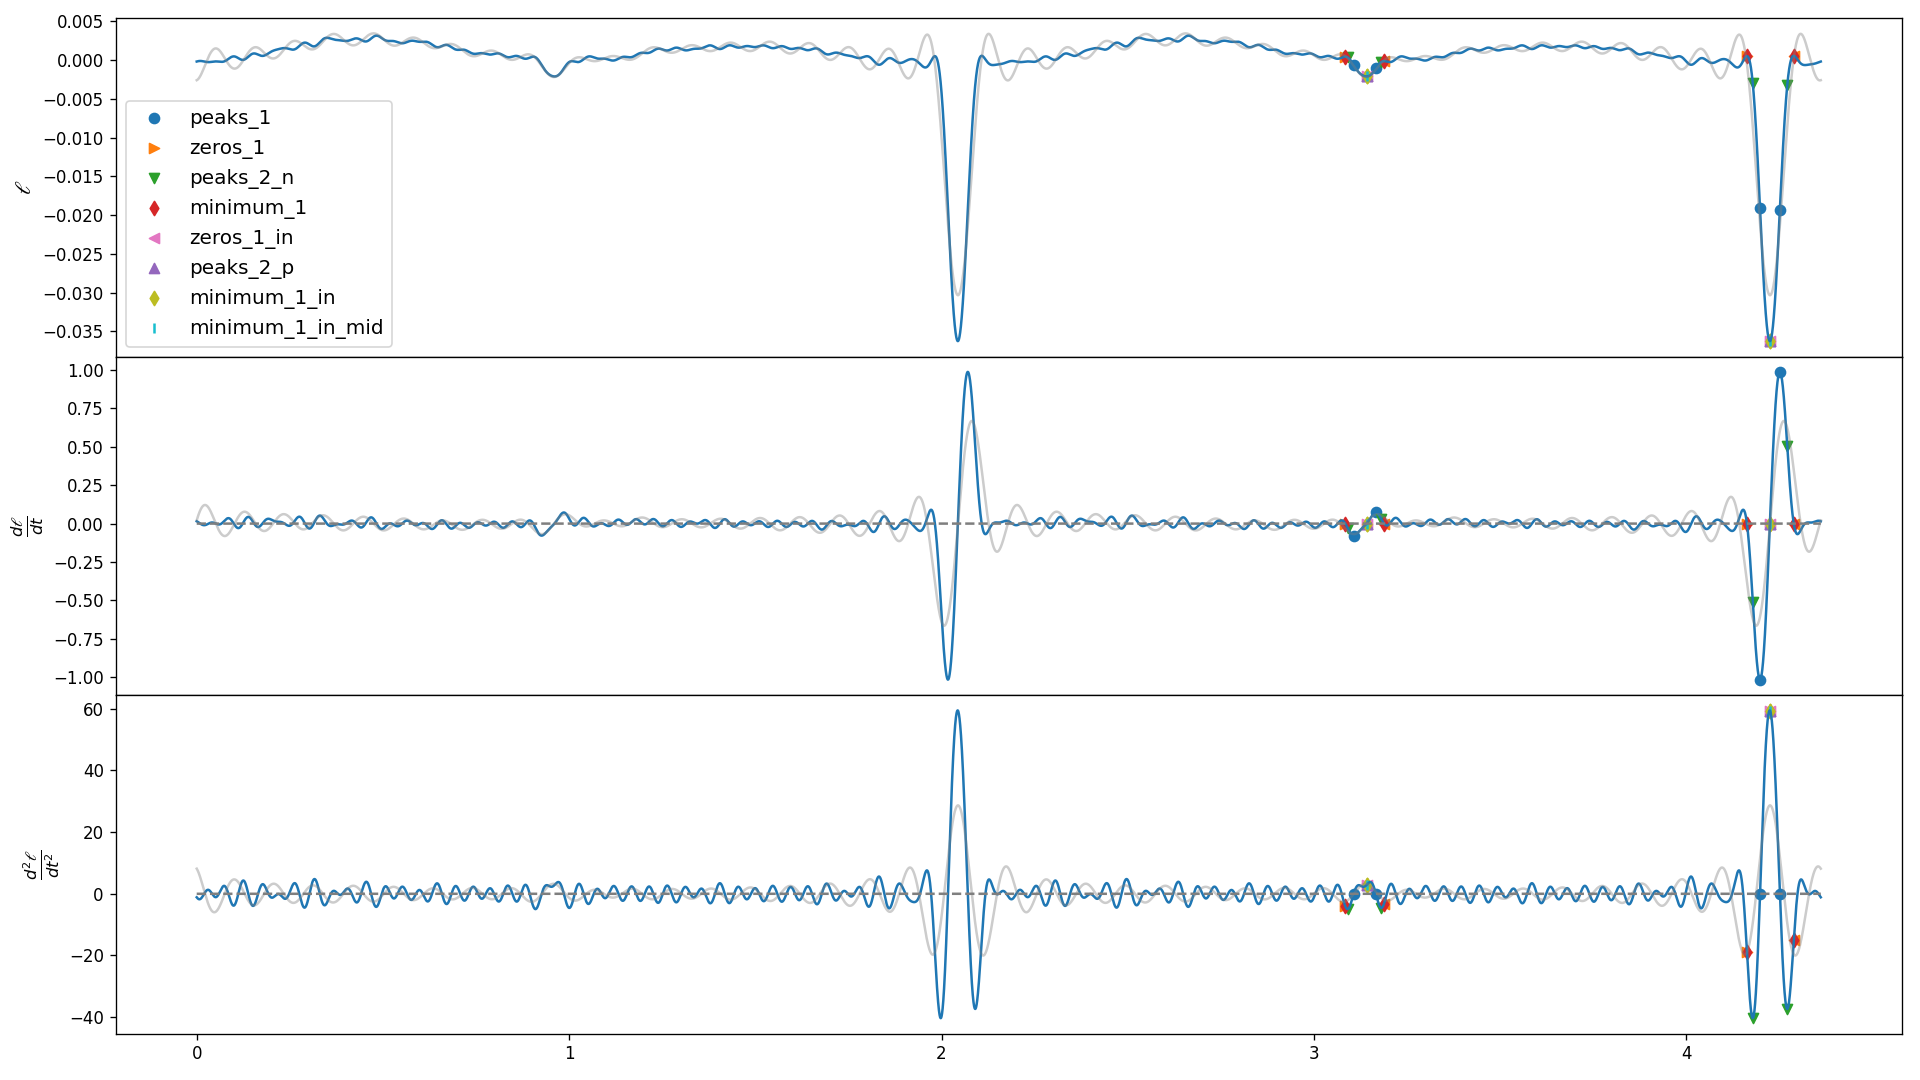 0.005
0.000
−0.005
−0.010
−0.015
−0.020
−0.025
−0.030
−0.035
ℓ
peaks_1
zeros_1
peaks_2_n
minimum_1
zeros_1_in
peaks_2_p
minimum_1_in
minimum_1_in_mid
1.00
0.75
0.50
0.25
0.00
−0.25
−0.50
−0.75
−1.00
dℓ/dt
60
40
20
0
−20
−40
d²ℓ/dt²
0 1 2 3 4